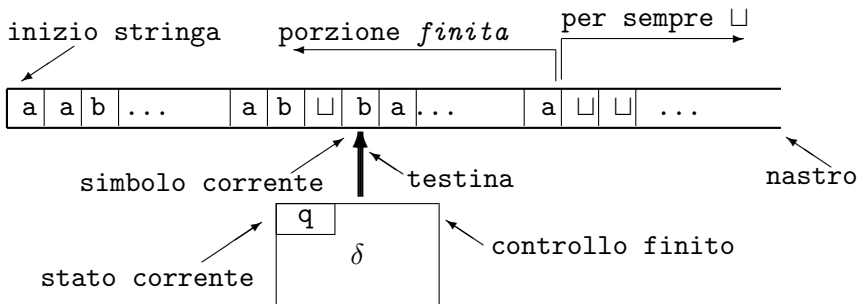 per sempre ⊔
inizio stringa
porzione finita
a a b ... a b ⊔ b a ... a ⊔ ⊔ ...
simbolo corrente
testina
nastro
q
δ
controllo finito
stato corrente